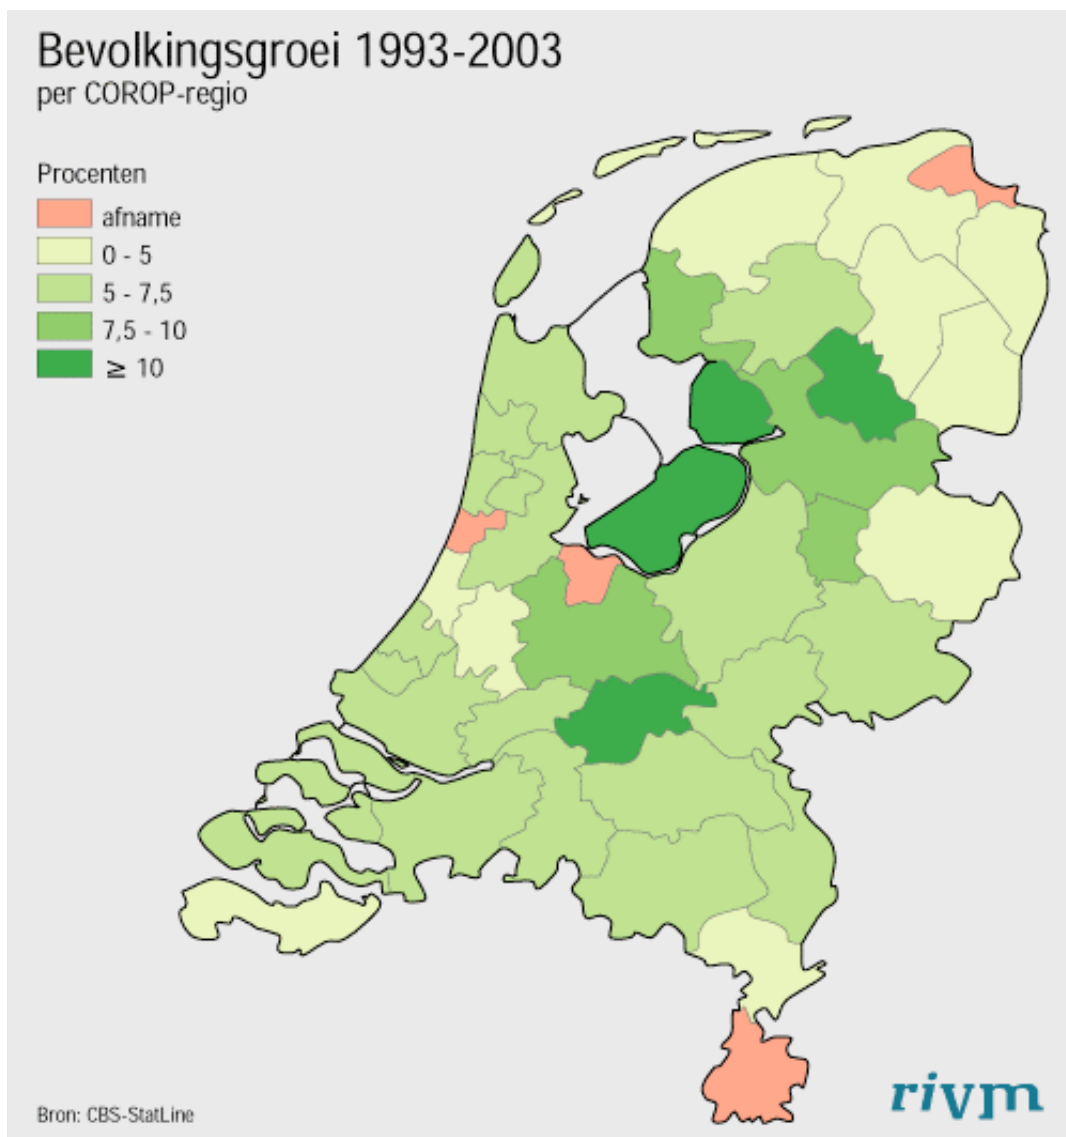 Bevolkingsgroei 1993-2003
per COROP-regio
Procenten
afname
0 - 5
5 - 7,5
7,5 - 10
≥ 10
Bron: CBS-StatLine
rivm